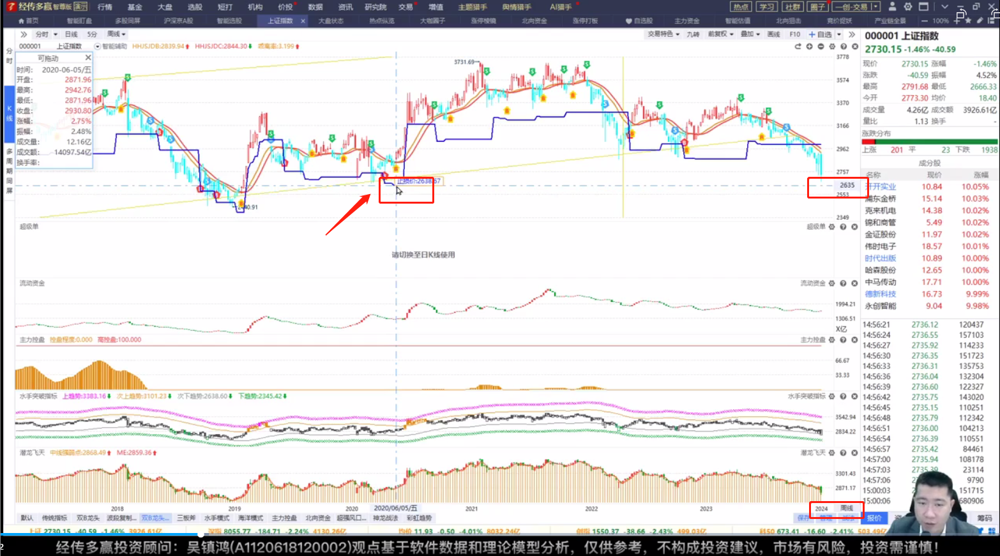 经传多赢 智尊版 演示 行情 基金 大盘 选股 短打 机构 价投 数据 资讯 研究院 交易 增值 主题猎手 舆情猎手 AI猎手 热点 学习 社群 圈子 一创-交易
首页 智能盯盘 多股同屏 沪深京A股 智能选股 上证指数 × 大盘状态 热点纵览 大咖圈子 涨停棱镜 北向资金 涨停打板 自选股 主力资金 智能估值 北向狙击 竞价捉妖 产业链全景 100%
分时 日线 5分 周线 交易特色 九转 前复权 叠加 画线 F10 +自选
000001 上证指数 智能辅助 HHJSJDB:2839.94 HHJSJDC:2844.30 乖离率:3.199
分时
K线
多周期同屏
可拖动
时间: 2020-06-05/五
开盘: 2871.96
最高: 2942.76
最低: 2871.96
收盘: 2930.80
涨幅: 2.75%
振幅: 2.48%
成交量: 12.16亿
成交额: 14097.54亿
换手率:
3731.69
止损价:2638.67
3778
3574
3370
3166
2962
2757
2635
2553
2349
超级单 超级单
请切换至日K线使用
流动资金 流动资金
1994.21
1306.51
X亿
主力控盘 控盘程度:0.000 高控盘:100.000 主力控盘
66.67
33.33
水手突破指标 上趋势:3383.16 次上趋势:3101.23 次下趋势:2638.60 下趋势:2345.42 水手突破指标
3542.94
2834.22
潜龙飞天 中线强弱点:2868.49 ME:2859.36 潜龙飞天
3301.43
2871.17
2018 2019 2020 2020/06/05/五 2021 2022 2023 2024 周线
默认 传统指标 双B龙头 波段复制... 双B龙头... 三板斧 水手模式 海洋模式 主力控盘 北向资金 超强风口... 神龙战法 彩虹趋势
000001 上证指数
2730.15 -1.46% -40.59
现价 2730.15 涨幅 -1.46%
涨跌 -40.59 振幅 4.52%
最高 2791.68 最低 2666.33
今开 2773.30 均价 18.40
成交量 4.26亿 成交额 3926.61亿
量比 1.13 换手 -
涨跌分布
上涨 201 平 23 下跌 1938
成分股
名称 现价 涨幅
开开实业 10.84 10.05%
浦东金桥 15.14 10.03%
克来机电 14.38 10.02%
锦和商管 5.49 10.02%
金证股份 11.97 10.02%
伟时电子 18.57 10.01%
时代出版 10.89 10.00%
哈森股份 12.65 10.00%
中马传动 17.71 10.00%
德新科技 16.73 9.99%
永创智能 9.04 9.98%
14:56:21 2736.12 120437
14:56:24 2736.55 157103
14:56:27 2735.92 114233
14:56:30 2736.35 151723
14:56:33 2736.31 135753
14:56:36 2736.04 132304
14:56:39 2736.60 122327
14:56:42 2735.75 143020
14:56:45 2735.15 110251
14:56:48 2735.79 112342
14:56:51 2736.00 104213
14:56:54 2736.39 110551
14:56:57 2735.42 84461
14:57:00 2735.94 108178
14:57:03 2735.39 23114
14:57:06 9790
15:00:03 151715
15:00:06 680906
报价 筹码
上证 2730.15 -40.59 -1.46% 3926.61亿 深指 8055.77 -184.71 -2.24% 4130.26亿 均价 11.93 -0.50 -4.01% 8032.24亿 创指 1550.37 -38.66 -2.43% 499.03亿 科50 673.41 -16.60 -2.41% 503.49亿
经传多赢投资顾问：吴镇鸿(A1120618120002)观点基于软件数据和理论模型分析，仅供参考，不构成投资建议，市场有风险，投资需谨慎！